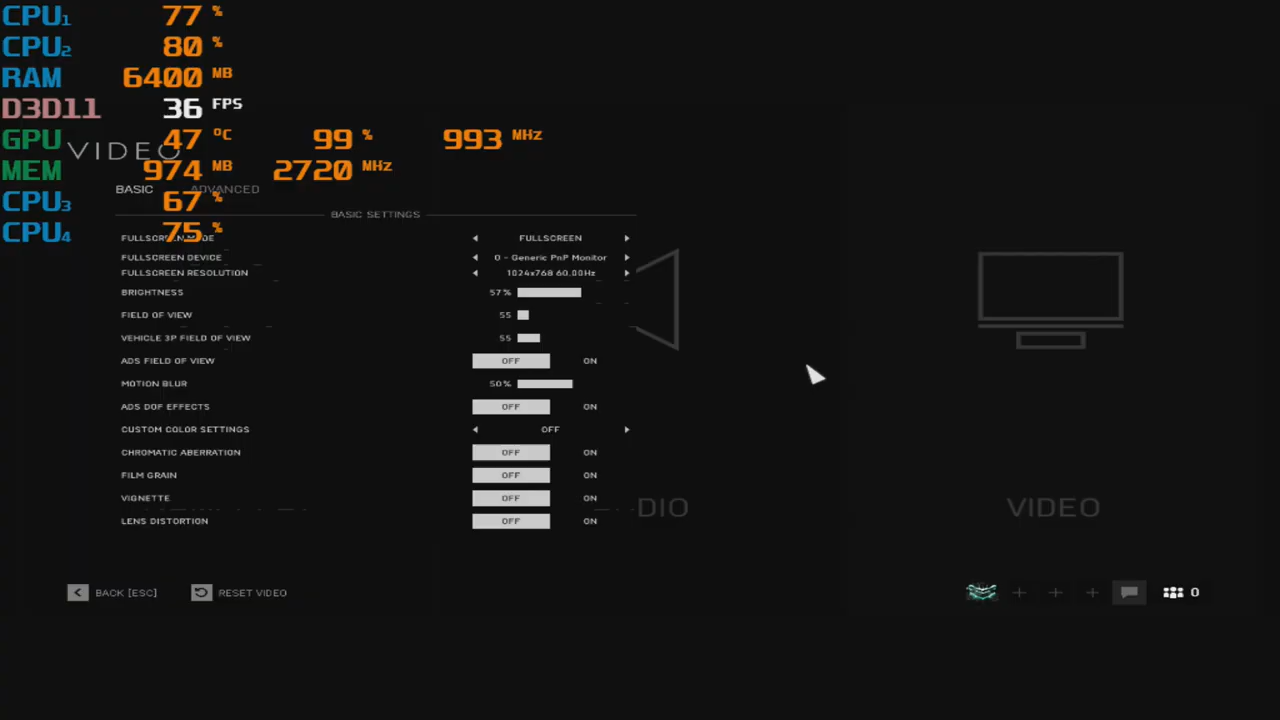 CPU1 77 %
CPU2 80 %
RAM 6400 MB
D3D11 36 FPS
GPU 47 °C 99 % 993 MHz
VIDEO
MEM 974 MB 2720 MHz
BASIC ADVANCED
CPU3 67 %
BASIC SETTINGS
CPU4 75 %
FULLSCREEN MODE FULLSCREEN
FULLSCREEN DEVICE 0 - Generic PnP Monitor
FULLSCREEN RESOLUTION 1024x768 60.00Hz
BRIGHTNESS 57%
FIELD OF VIEW 55
VEHICLE 3P FIELD OF VIEW 55
ADS FIELD OF VIEW OFF ON
MOTION BLUR 50%
ADS DOF EFFECTS OFF ON
CUSTOM COLOR SETTINGS OFF
CHROMATIC ABERRATION OFF ON
FILM GRAIN OFF ON
VIGNETTE OFF ON
LENS DISTORTION OFF ON
DIO VIDEO
BACK [ESC] RESET VIDEO 0